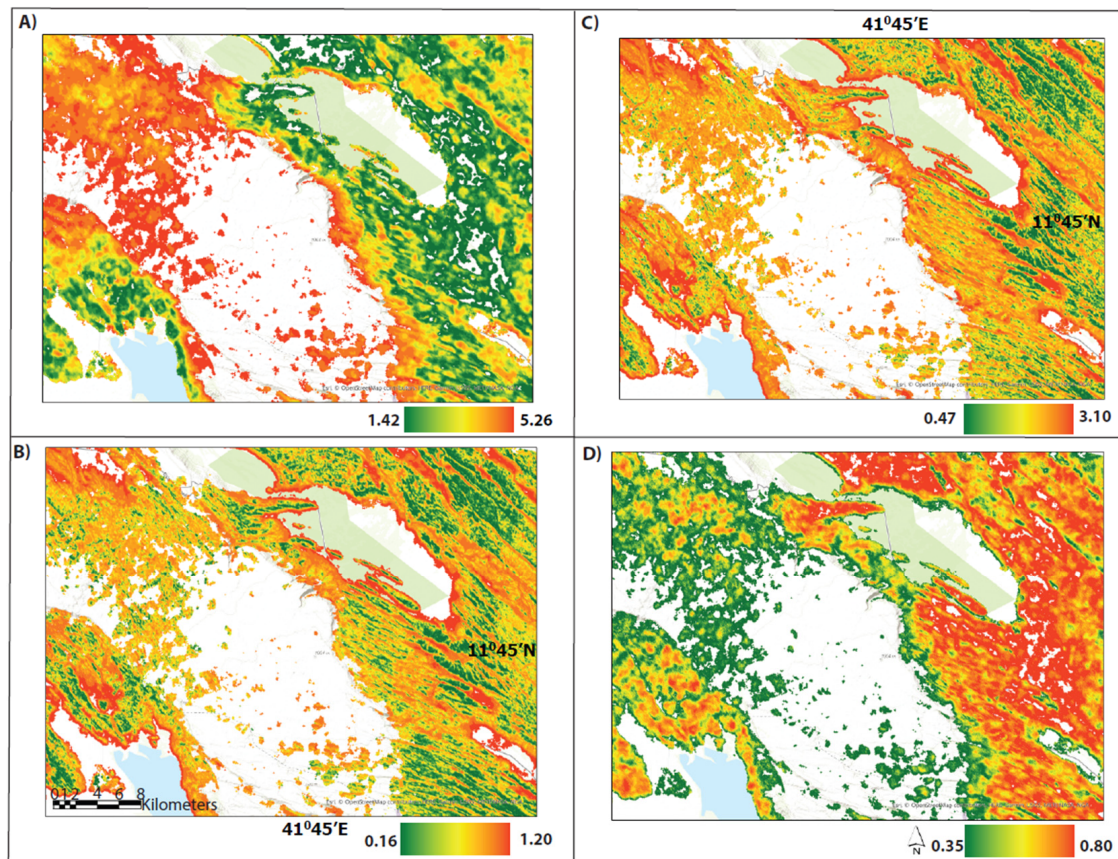 A)
1.42 5.26
C)
41⁰45'E
11⁰45'N
0.47 3.10
B)
11⁰45'N
0 1 2 4 6 8
Kilometers
41⁰45'E
0.16 1.20
D)
N
0.35 0.80